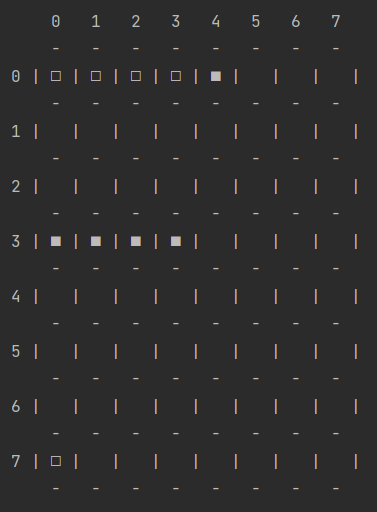 0 1 2 3 4 5 6 7
- - - - - - - -
0 | □ | □ | □ | □ | ■ |   |   |   |
- - - - - - - -
1 |   |   |   |   |   |   |   |   |
- - - - - - - -
2 |   |   |   |   |   |   |   |   |
- - - - - - - -
3 | ■ | ■ | ■ | ■ |   |   |   |   |
- - - - - - - -
4 |   |   |   |   |   |   |   |   |
- - - - - - - -
5 |   |   |   |   |   |   |   |   |
- - - - - - - -
6 |   |   |   |   |   |   |   |   |
- - - - - - - -
7 | □ |   |   |   |   |   |   |   |
- - - - - - - -